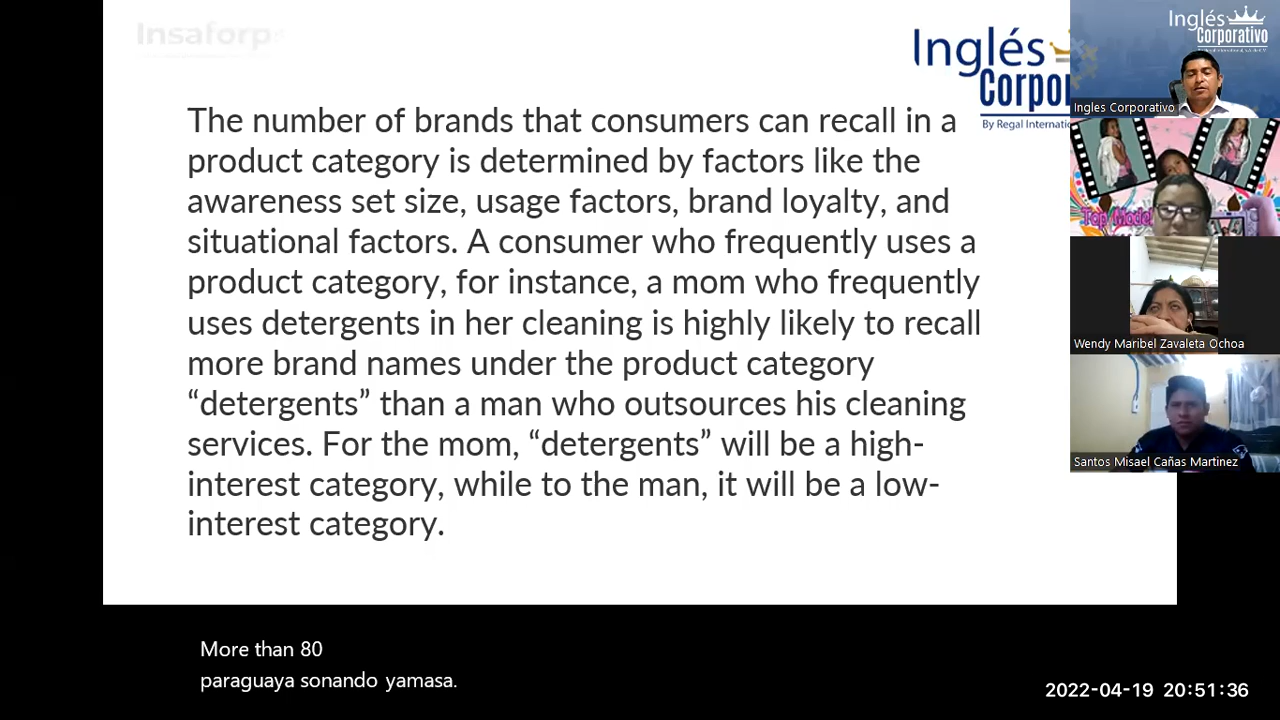 Insaforp
Inglés
Corpor
By Regal Internatio
The number of brands that consumers can recall in a
product category is determined by factors like the
awareness set size, usage factors, brand loyalty, and
situational factors. A consumer who frequently uses a
product category, for instance, a mom who frequently
uses detergents in her cleaning is highly likely to recall
more brand names under the product category
“detergents” than a man who outsources his cleaning
services. For the mom, “detergents” will be a high-
interest category, while to the man, it will be a low-
interest category.
Inglés
Corporativo
Ingles Corporativo
Top Model
Wendy Maribel Zavaleta Ochoa
Santos Misael Cañas Martinez
More than 80
paraguaya sonando yamasa.
2022-04-19 20:51:36